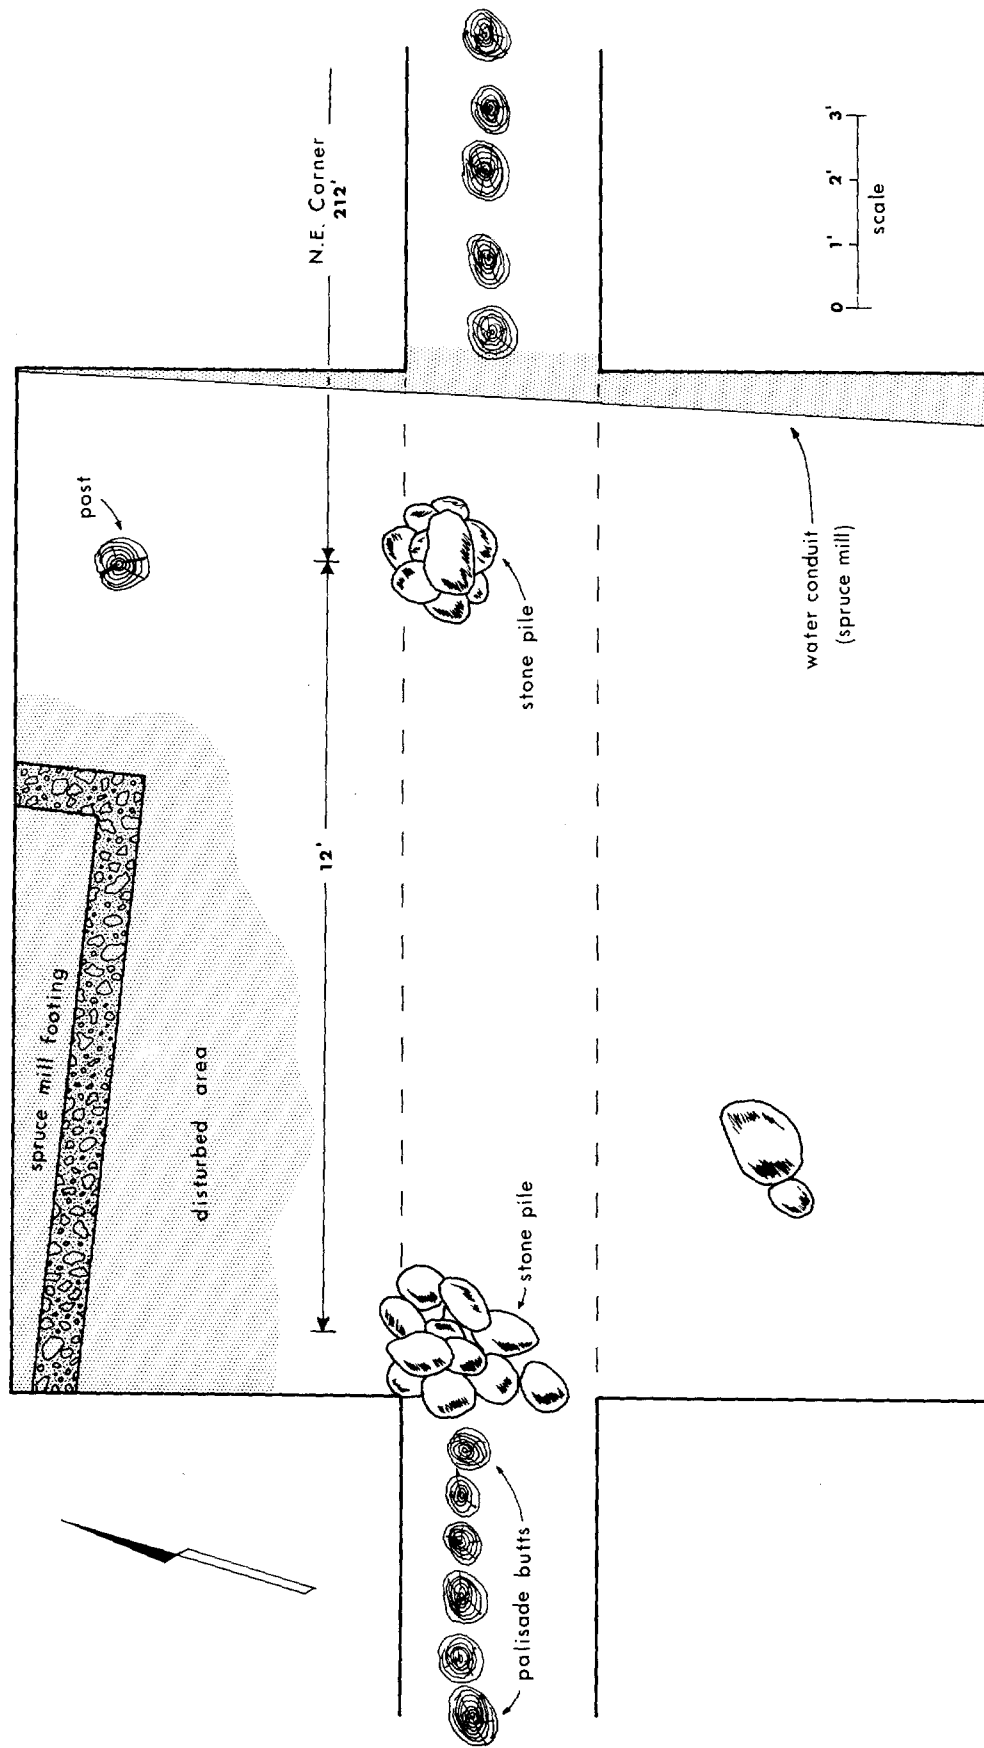 spruce mill footing
disturbed area
post
N.E. Corner
212'
12'
stone pile
stone pile
palisade butts
water conduit
(spruce mill)
0 1' 2' 3'
scale